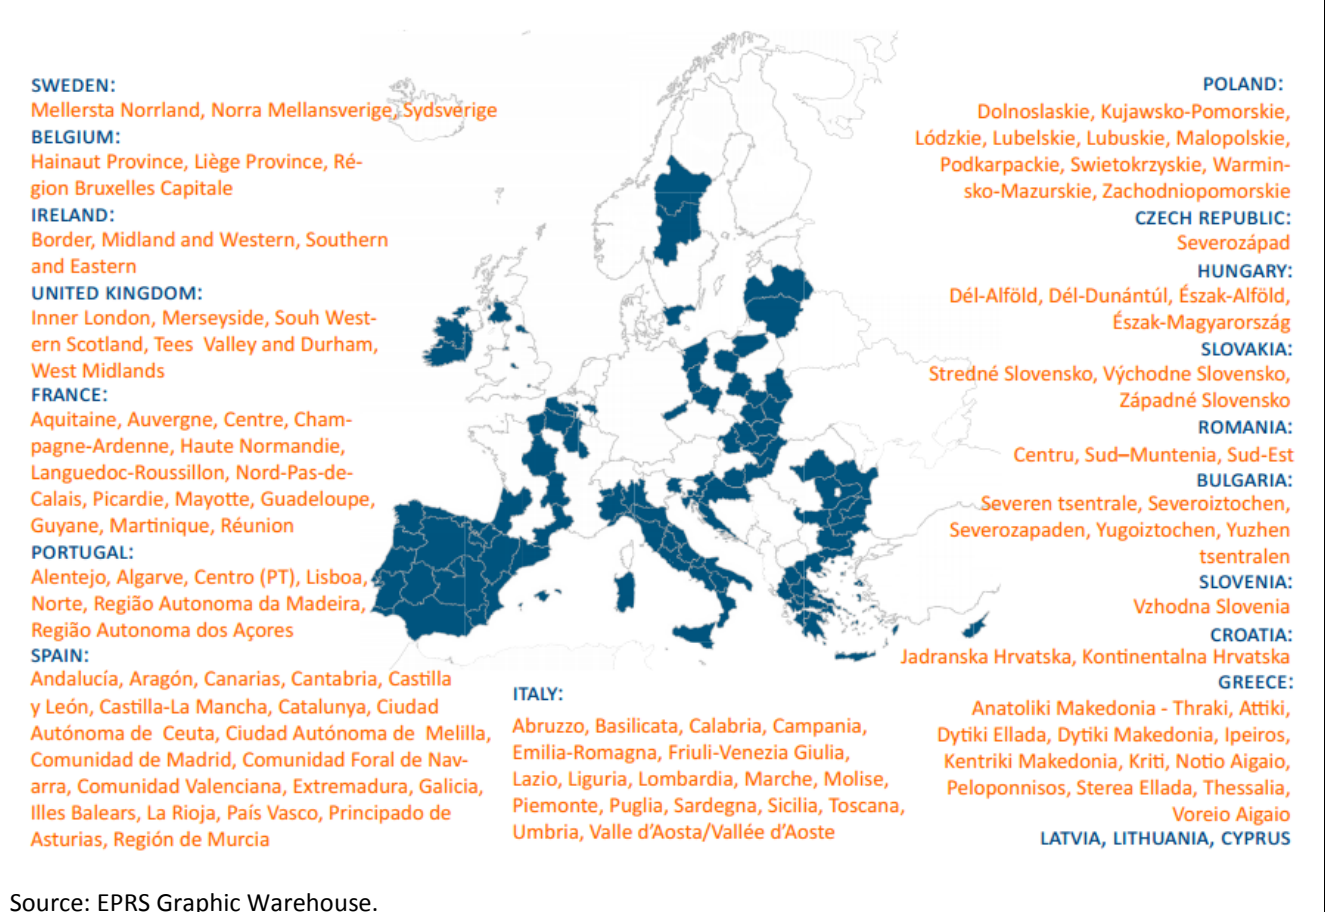 SWEDEN:
Mellersta Norrland, Norra Mellansverige, Sydsverige
BELGIUM:
Hainaut Province, Liège Province, Ré-
gion Bruxelles Capitale
IRELAND:
Border, Midland and Western, Southern
and Eastern
UNITED KINGDOM:
Inner London, Merseyside, Souh West-
ern Scotland, Tees Valley and Durham,
West Midlands
FRANCE:
Aquitaine, Auvergne, Centre, Cham-
pagne-Ardenne, Haute Normandie,
Languedoc-Roussillon, Nord-Pas-de-
Calais, Picardie, Mayotte, Guadeloupe,
Guyane, Martinique, Réunion
PORTUGAL:
Alentejo, Algarve, Centro (PT), Lisboa,
Norte, Região Autonoma da Madeira,
Região Autonoma dos Açores
SPAIN:
Andalucía, Aragón, Canarias, Cantabria, Castilla
y León, Castilla-La Mancha, Catalunya, Ciudad
Autónoma de Ceuta, Ciudad Autónoma de Melilla,
Comunidad de Madrid, Comunidad Foral de Nav-
arra, Comunidad Valenciana, Extremadura, Galicia,
Illes Balears, La Rioja, País Vasco, Principado de
Asturias, Región de Murcia
ITALY:
Abruzzo, Basilicata, Calabria, Campania,
Emilia-Romagna, Friuli-Venezia Giulia,
Lazio, Liguria, Lombardia, Marche, Molise,
Piemonte, Puglia, Sardegna, Sicilia, Toscana,
Umbria, Valle d'Aosta/Vallée d'Aoste
POLAND:
Dolnoslaskie, Kujawsko-Pomorskie,
Lódzkie, Lubelskie, Lubuskie, Malopolskie,
Podkarpackie, Swietokrzyskie, Warmin-
sko-Mazurskie, Zachodniopomorskie
CZECH REPUBLIC:
Severozápad
HUNGARY:
Dél-Alföld, Dél-Dunántúl, Észak-Alföld,
Észak-Magyarország
SLOVAKIA:
Stredné Slovensko, Východne Slovensko,
Západné Slovensko
ROMANIA:
Centru, Sud–Muntenia, Sud-Est
BULGARIA:
Severen tsentrale, Severoiztochen,
Severozapaden, Yugoiztochen, Yuzhen
tsentralen
SLOVENIA:
Vzhodna Slovenia
CROATIA:
Jadranska Hrvatska, Kontinentalna Hrvatska
GREECE:
Anatoliki Makedonia - Thraki, Attiki,
Dytiki Ellada, Dytiki Makedonia, Ipeiros,
Kentriki Makedonia, Kriti, Notio Aigaio,
Peloponnisos, Sterea Ellada, Thessalia,
Voreio Aigaio
LATVIA, LITHUANIA, CYPRUS
Source: EPRS Graphic Warehouse.